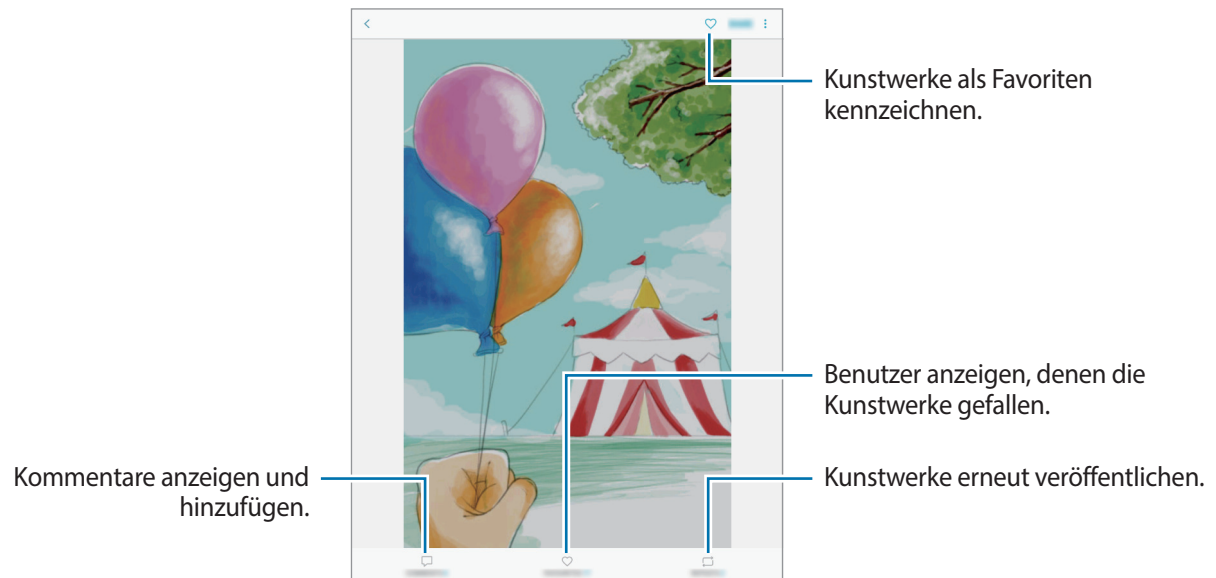 Kunstwerke als Favoriten
kennzeichnen.
Benutzer anzeigen, denen die
Kunstwerke gefallen.
Kommentare anzeigen und
hinzufügen.
Kunstwerke erneut veröffentlichen.